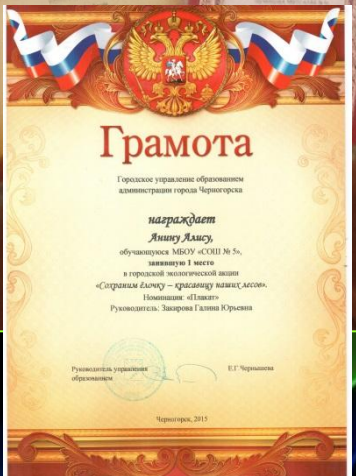 Грамота
Городское управление образованием
администрации города Черногорска
награждает
Янину Алису,
обучающуюся МБОУ «СОШ № 5»,
занявшую 1 место
в городской экологической акции
«Сохраним ёлочку – красавицу наших лесов».
Номинация: «Плакат»
Руководитель: Закирова Галина Юрьевна
Руководитель управления
образованием
Е.Г. Чернышева
Черногорск, 2015